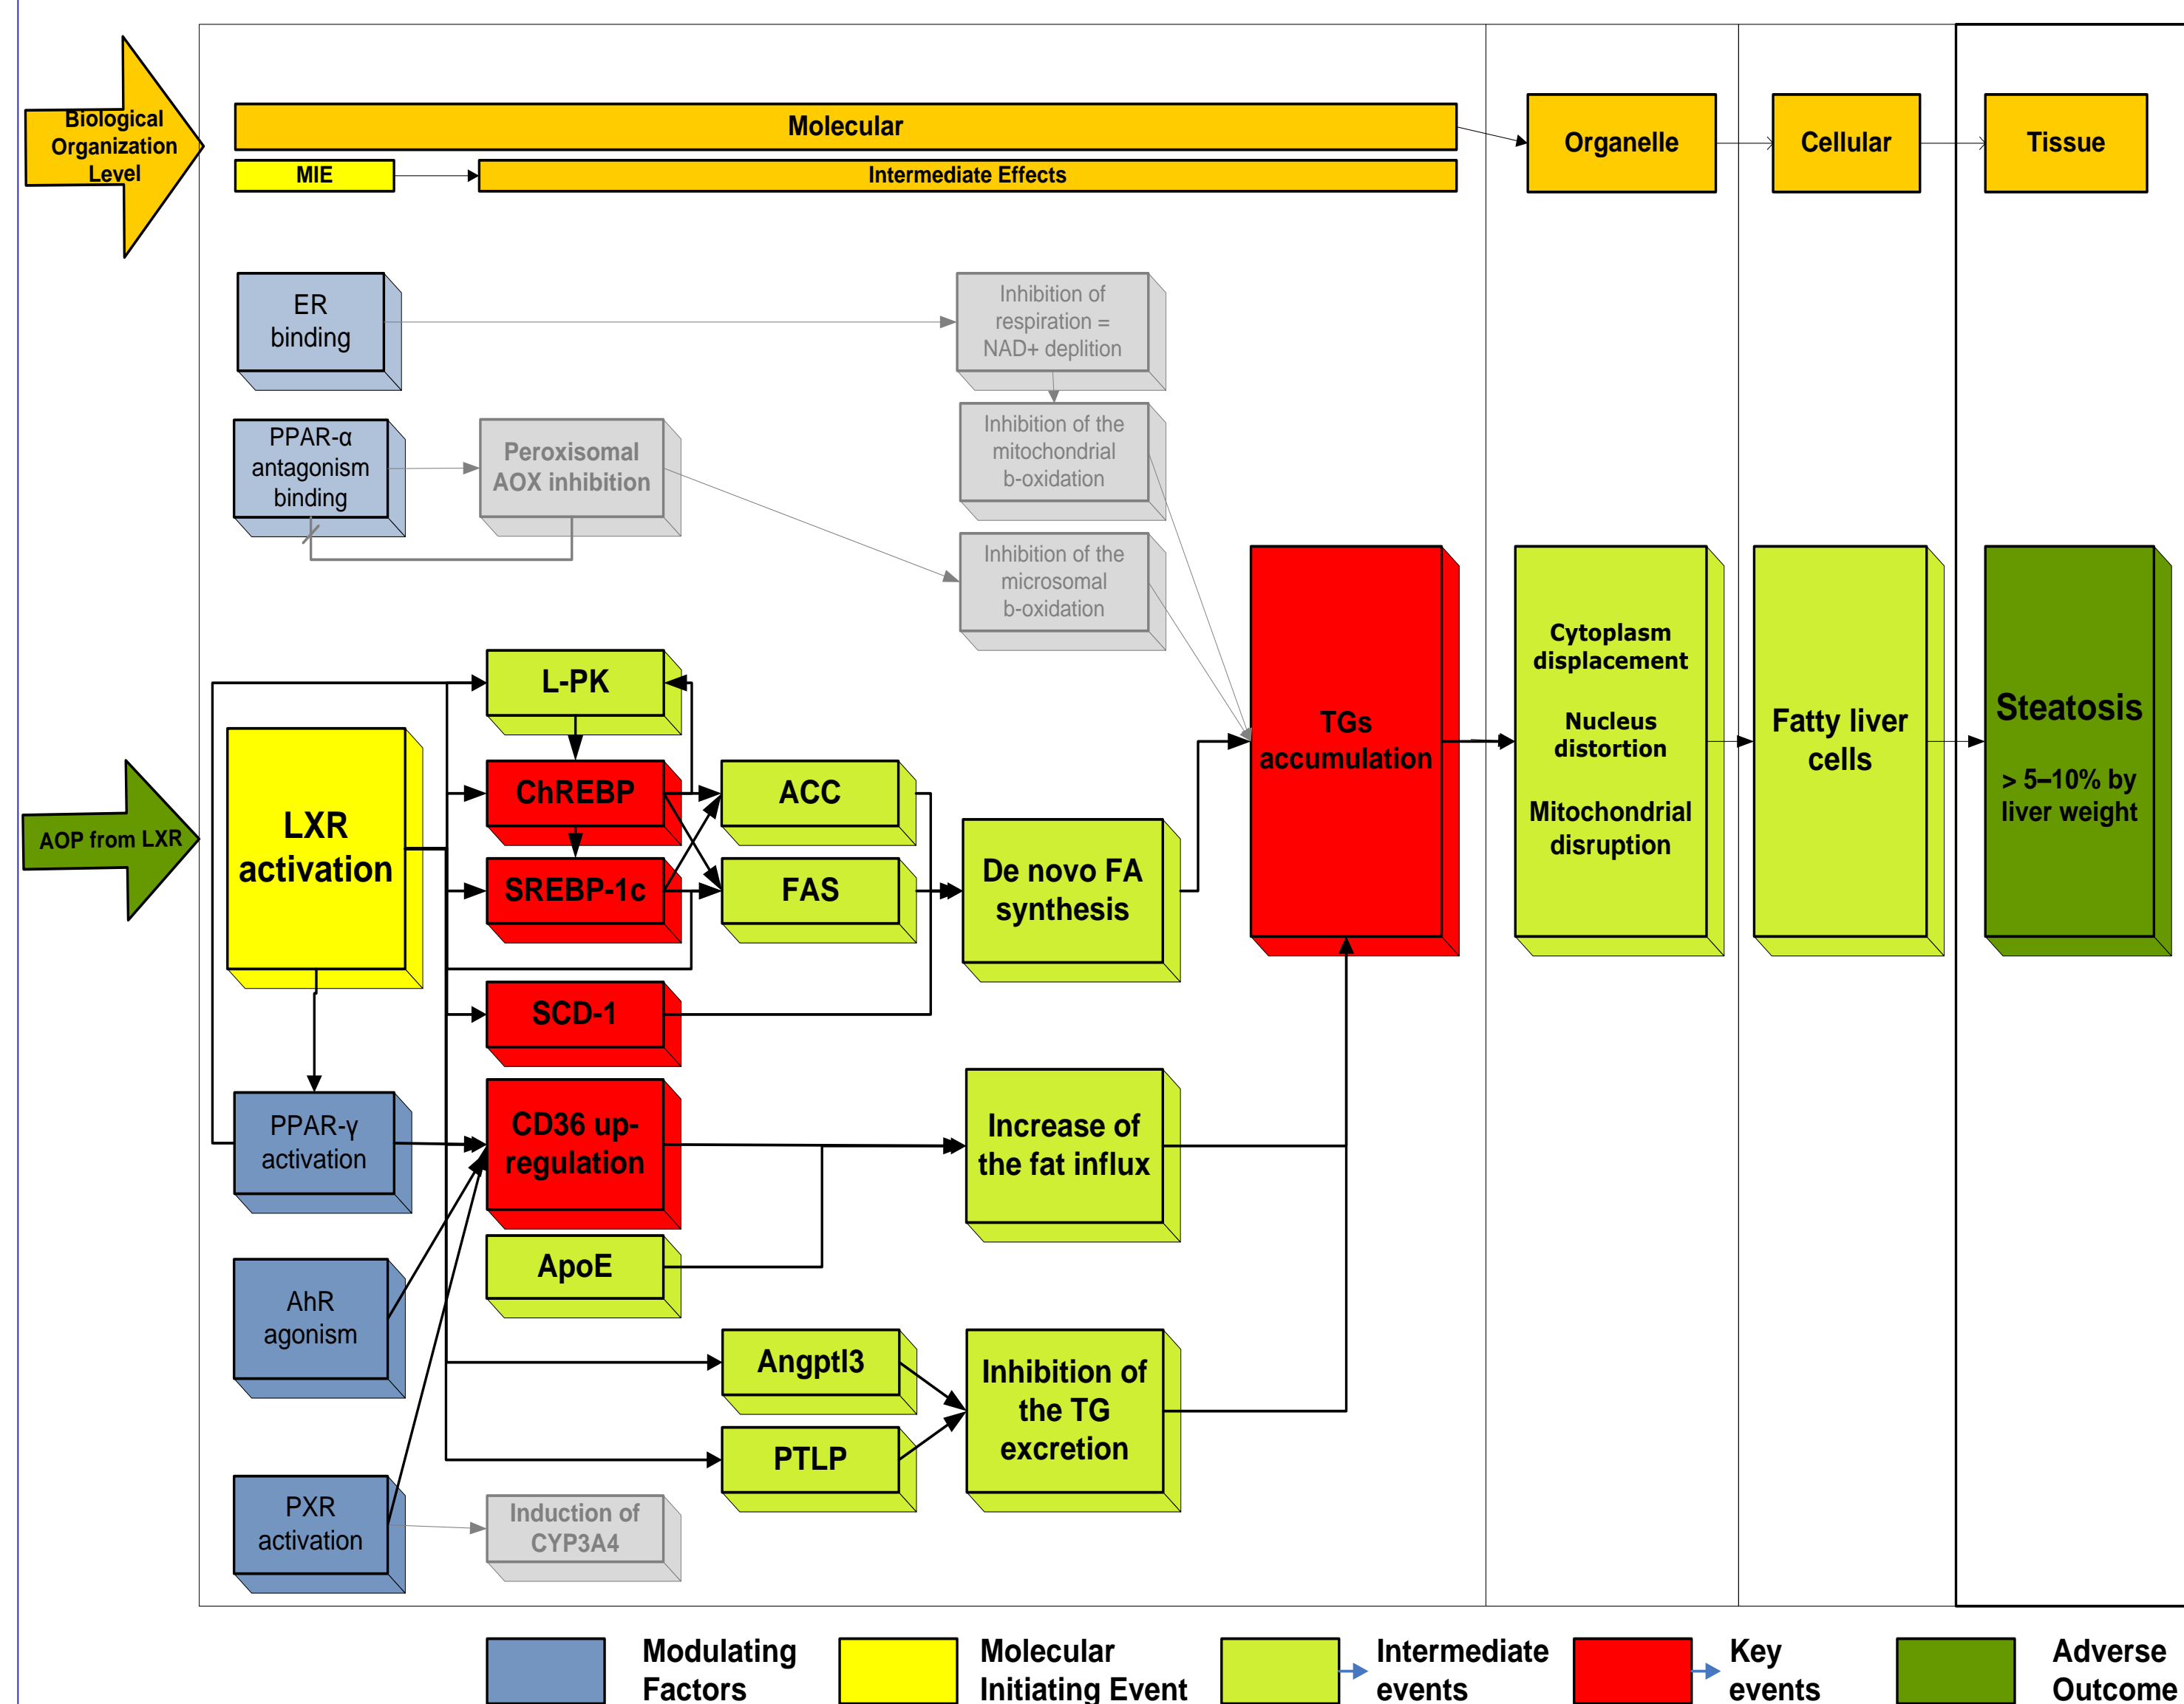 Biological
Organization
Level
Molecular
MIE
Intermediate Effects
Organelle
Cellular
Tissue
ER
binding
Inhibition of
respiration =
NAD+ deplition
PPAR-α
antagonism
binding
Peroxisomal
AOX inhibition
Inhibition of the
mitochondrial
b-oxidation
Inhibition of the
microsomal
b-oxidation
AOP from LXR
LXR
activation
L-PK
ChREBP
SREBP-1c
SCD-1
ACC
FAS
De novo FA
synthesis
TGs
accumulation
Cytoplasm
displacement
Nucleus
distortion
Mitochondrial
disruption
Fatty liver
cells
Steatosis
> 5–10% by
liver weight
PPAR-γ
activation
CD36 up-
regulation
Increase of
the fat influx
ApoE
AhR
agonism
Angptl3
PTLP
Inhibition of
the TG
excretion
PXR
activation
Induction of
CYP3A4
Modulating
Factors
Molecular
Initiating Event
Intermediate
events
Key
events
Adverse
Outcome